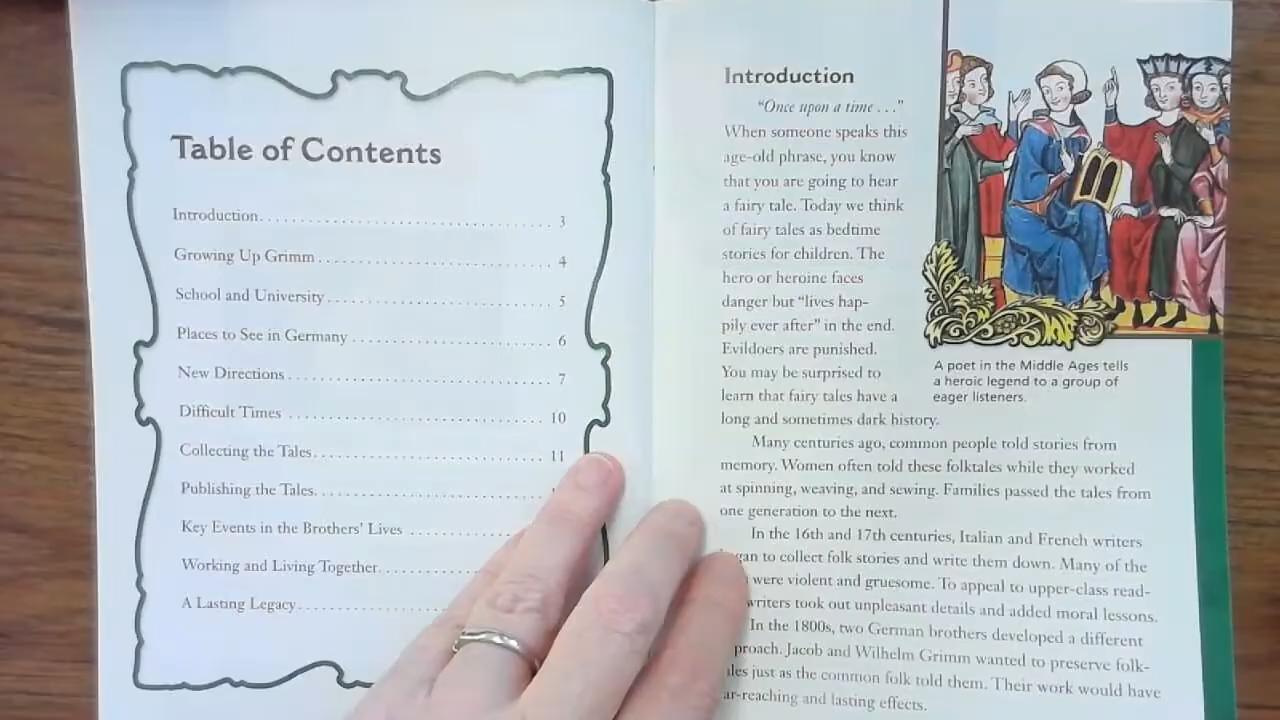 Table of Contents
Introduction. . . . . . . . . . . . . . . . . . . . . . . . . . . . . . . . . . . . . . 3
Growing Up Grimm . . . . . . . . . . . . . . . . . . . . . . . . . . . . . . 4
School and University . . . . . . . . . . . . . . . . . . . . . . . . . . . . . 5
Places to See in Germany . . . . . . . . . . . . . . . . . . . . . . . . . . 6
New Directions . . . . . . . . . . . . . . . . . . . . . . . . . . . . . . . . . 7
Difficult Times . . . . . . . . . . . . . . . . . . . . . . . . . . . . . . . . 10
Collecting the Tales. . . . . . . . . . . . . . . . . . . . . . . . . . . . . 11
Publishing the Tales. . . . . . . . . . . . . . . . . . . . . . . . . . . . .
Key Events in the Brothers' Lives . . . . . . . . . . . . . . .
Working and Living Together. . . . . . . . . . . . . . .
A Lasting Legacy. . . . . . . . . . . . . . . . . . .
Introduction
“Once upon a time . . .”
When someone speaks this
age-old phrase, you know
that you are going to hear
a fairy tale. Today we think
of fairy tales as bedtime
stories for children. The
hero or heroine faces
danger but “lives hap-
pily ever after” in the end.
Evildoers are punished.
You may be surprised to
learn that fairy tales have a
long and sometimes dark history.
A poet in the Middle Ages tells
a heroic legend to a group of
eager listeners.
Many centuries ago, common people told stories from
memory. Women often told these folktales while they worked
at spinning, weaving, and sewing. Families passed the tales from
one generation to the next.
In the 16th and 17th centuries, Italian and French writers
to collect folk stories and write them down. Many of the
were violent and gruesome. To appeal to upper-class read-
writers took out unpleasant details and added moral lessons.
In the 1800s, two German brothers developed a different
Jacob and Wilhelm Grimm wanted to preserve folk-
just as the common folk told them. Their work would have
and lasting effects.